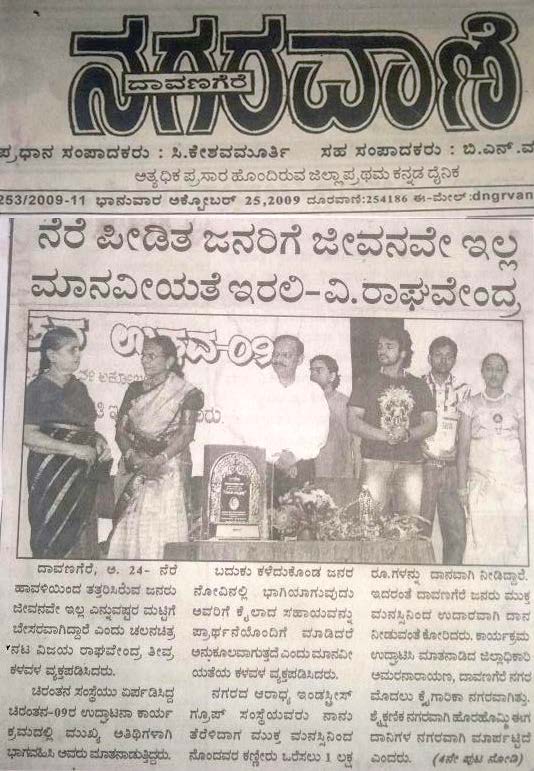 ನಗರವಾಣಿ
ದಾವಣಗೆರೆ
ಪ್ರಧಾನ ಸಂಪಾದಕರು : ಸಿ.ಕೇಶವಮೂರ್ತಿ ಸಹ ಸಂಪಾದಕರು : ಬಿ.ಎನ್.
ಅತ್ಯಧಿಕ ಪ್ರಸಾರ ಹೊಂದಿರುವ ಜಿಲ್ಲಾ ಪ್ರಥಮ ಕನ್ನಡ ದೈನಿಕ
253/2009-11 ಭಾನುವಾರ ಅಕ್ಟೋಬರ್ 25,2009 ದೂರವಾಣಿ:254186 ಈ-ಮೇಲ್:dngrvan
ನೆರೆ ಪೀಡಿತ ಜನರಿಗೆ ಜೀವನವೇ ಇಲ್ಲ
ಮಾನವೀಯತೆ ಇರಲಿ-ವಿ.ರಾಘವೇಂದ್ರ
ದಾವಣಗೆರೆ, ಅ. 24- ನೆರೆ
ಹಾವಳಿಯಿಂದ ತತ್ತರಿಸಿರುವ ಜನರು
ಜೀವನವೇ ಇಲ್ಲ ಎನ್ನುವಷ್ಟರ ಮಟ್ಟಿಗೆ
ಬೇಸರವಾಗಿದ್ದಾರೆ ಎಂದು ಚಲನಚಿತ್ರ
ನಟ ವಿಜಯ ರಾಘವೇಂದ್ರ ತೀವ್ರ
ಕಳವಳ ವ್ಯಕ್ತಪಡಿಸಿದರು.
ಚಿರಂತನ ಸಂಸ್ಥೆಯು ಏರ್ಪಡಿಸಿದ್ದ
ಚಿರಂತನ-09ರ ಉದ್ಘಾಟನಾ ಕಾರ್ಯ
ಕ್ರಮದಲ್ಲಿ ಮುಖ್ಯ ಅತಿಥಿಗಳಾಗಿ
ಭಾಗವಹಿಸಿ ಅವರು ಮಾತನಾಡುತ್ತಿದ್ದರು.
ಬದುಕು ಕಳೆದುಕೊಂಡ ಜನರ
ನೋವಿನಲ್ಲಿ ಭಾಗಿಯಾಗುವುದು
ಅವರಿಗೆ ಕೈಲಾದ ಸಹಾಯವನ್ನು
ಪ್ರಾರ್ಥನೆಯೊಂದಿಗೆ ಮಾಡಿದರೆ
ಅನುಕೂಲವಾಗುತ್ತದೆ ಎಂದು ಮಾನವೀ
ಯತೆಯ ಕಳವಳ ವ್ಯಕ್ತಪಡಿಸಿದರು.
ನಗರದ ಆರಾಧ್ಯ ಇಂಡಸ್ಟ್ರೀಸ್
ಗ್ರೂಪ್ ಸಂಸ್ಥೆಯವರು ನಾನು
ತೆರೆಳಿದಾಗ ಮುಕ್ತ ಮನಸ್ಸಿನಿಂದ
ನೊಂದವರ ಕಣ್ಣೀರು ಒರೆಸಲು 1 ಲಕ್ಷ
ರೂ.ಗಳನ್ನು ದಾನವಾಗಿ ನೀಡಿದ್ದಾರೆ.
ಇದರಂತೆ ದಾವಣಗೆರೆ ಜನರು ಮುಕ್ತ
ಮನಸ್ಸಿನಿಂದ ಉದಾರವಾಗಿ ದಾನ
ನೀಡುವಂತೆ ಕೋರಿದರು. ಕಾರ್ಯಕ್ರಮ
ಉದ್ಘಾಟಿಸಿ ಮಾತನಾಡಿದ ಜಿಲ್ಲಾಧಿಕಾರಿ
ಅಮರನಾರಾಯಣ, ದಾವಣಗೆರೆ ನಗರ
ಮೊದಲು ಕೈಗಾರಿಕಾ ನಗರವಾಗಿತ್ತು.
ಶೈಕ್ಷಣಿಕ ನಗರವಾಗಿ ಹೊರಹೊಮ್ಮಿ ಈಗ
ದಾನಿಗಳ ನಗರವಾಗಿ ಮಾರ್ಪಟ್ಟಿದೆ
ಎಂದರು. (4ನೇ ಪುಟ ನೋಡಿ)